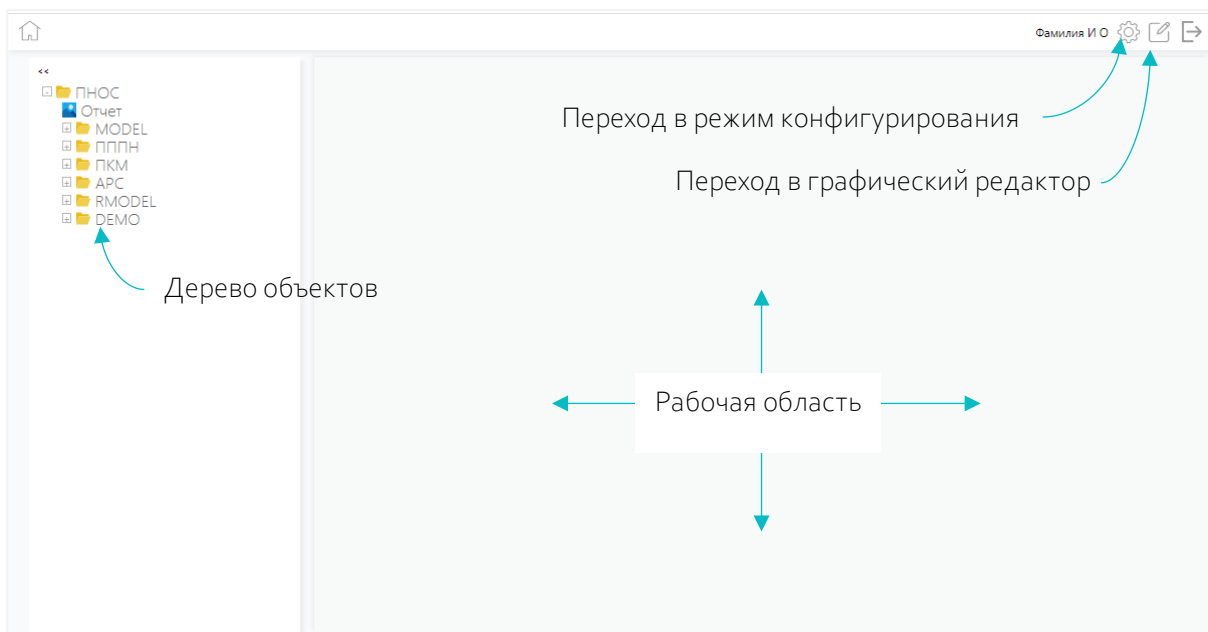 Фамилия И О
<<
ПНОС
Отчет
MODEL
ПППН
ПКМ
APC
RMODEL
DEMO
Переход в режим конфигурирования
Переход в графический редактор
Дерево объектов
Рабочая область